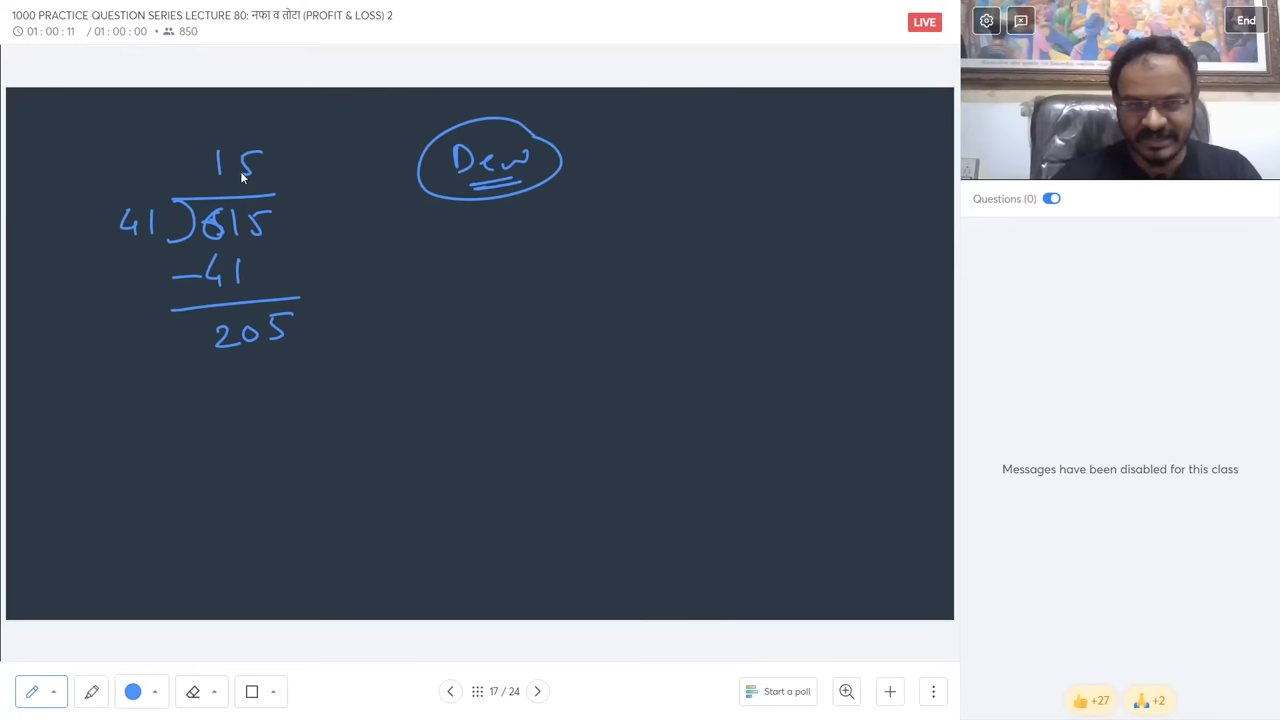 1000 PRACTICE QUESTION SERIES LECTURE 80: नफा व तोटा (PROFIT & LOSS) 2
01 : 00 : 11 / 01 : 00 : 00 • 850
LIVE
End
15
Dew
41 ) 615
-41
205
Questions (0)
Messages have been disabled for this class
17 / 24
Start a poll
+27
+2